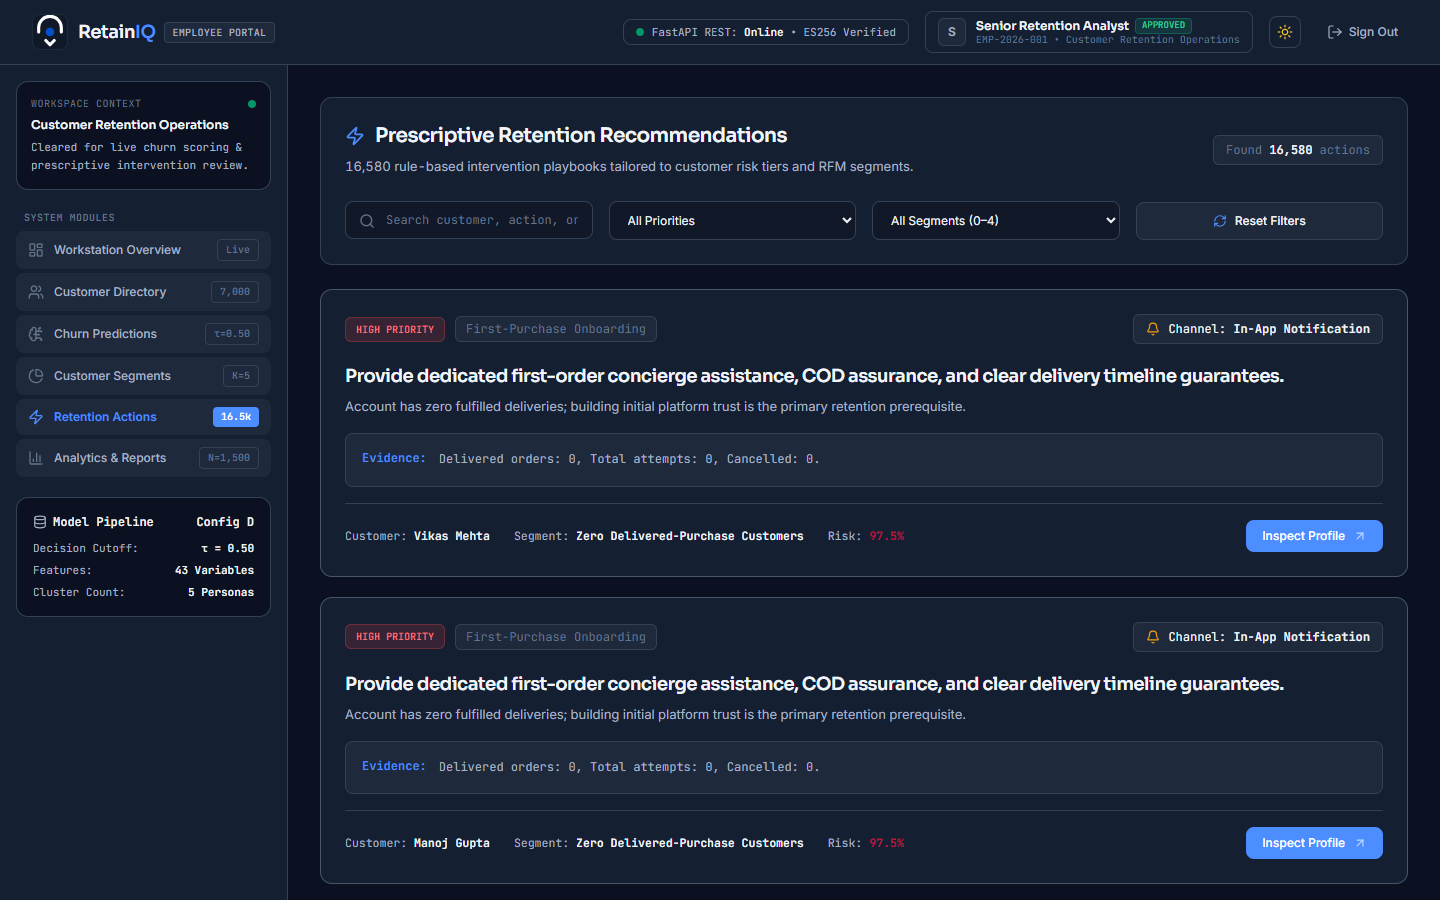 RetainIQ EMPLOYEE PORTAL
FastAPI REST: Online • ES256 Verified
S
Senior Retention Analyst APPROVED
EMP-2026-001 • Customer Retention Operations
Sign Out
WORKSPACE CONTEXT
Customer Retention Operations
Cleared for live churn scoring &
prescriptive intervention review.
SYSTEM MODULES
Workstation Overview Live
Customer Directory 7,000
Churn Predictions τ=0.50
Customer Segments K=5
Retention Actions 16.5k
Analytics & Reports N=1,500
Model Pipeline Config D
Decision Cutoff: τ = 0.50
Features: 43 Variables
Cluster Count: 5 Personas
Prescriptive Retention Recommendations
16,580 rule-based intervention playbooks tailored to customer risk tiers and RFM segments.
Found 16,580 actions
Search customer, action, or
All Priorities
All Segments (0–4)
Reset Filters
HIGH PRIORITY First-Purchase Onboarding
Channel: In-App Notification
Provide dedicated first-order concierge assistance, COD assurance, and clear delivery timeline guarantees.
Account has zero fulfilled deliveries; building initial platform trust is the primary retention prerequisite.
Evidence: Delivered orders: 0, Total attempts: 0, Cancelled: 0.
Customer: Vikas Mehta Segment: Zero Delivered-Purchase Customers Risk: 97.5%
Inspect Profile
HIGH PRIORITY First-Purchase Onboarding
Channel: In-App Notification
Provide dedicated first-order concierge assistance, COD assurance, and clear delivery timeline guarantees.
Account has zero fulfilled deliveries; building initial platform trust is the primary retention prerequisite.
Evidence: Delivered orders: 0, Total attempts: 0, Cancelled: 0.
Customer: Manoj Gupta Segment: Zero Delivered-Purchase Customers Risk: 97.5%
Inspect Profile